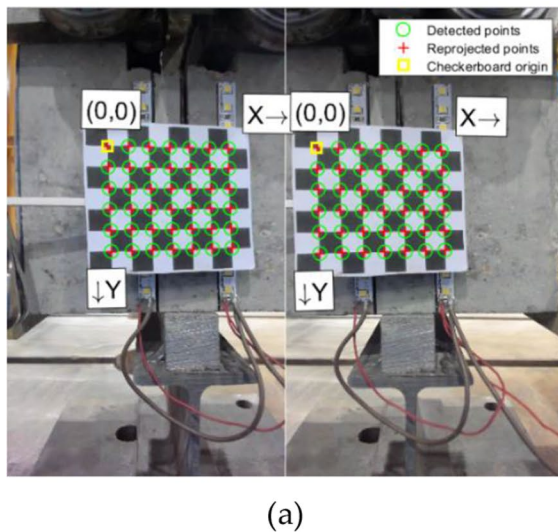 Detected points
Reprojected points
Checkerboard origin
(0,0)
X→
(0,0)
X→
↓Y
↓Y
(a)